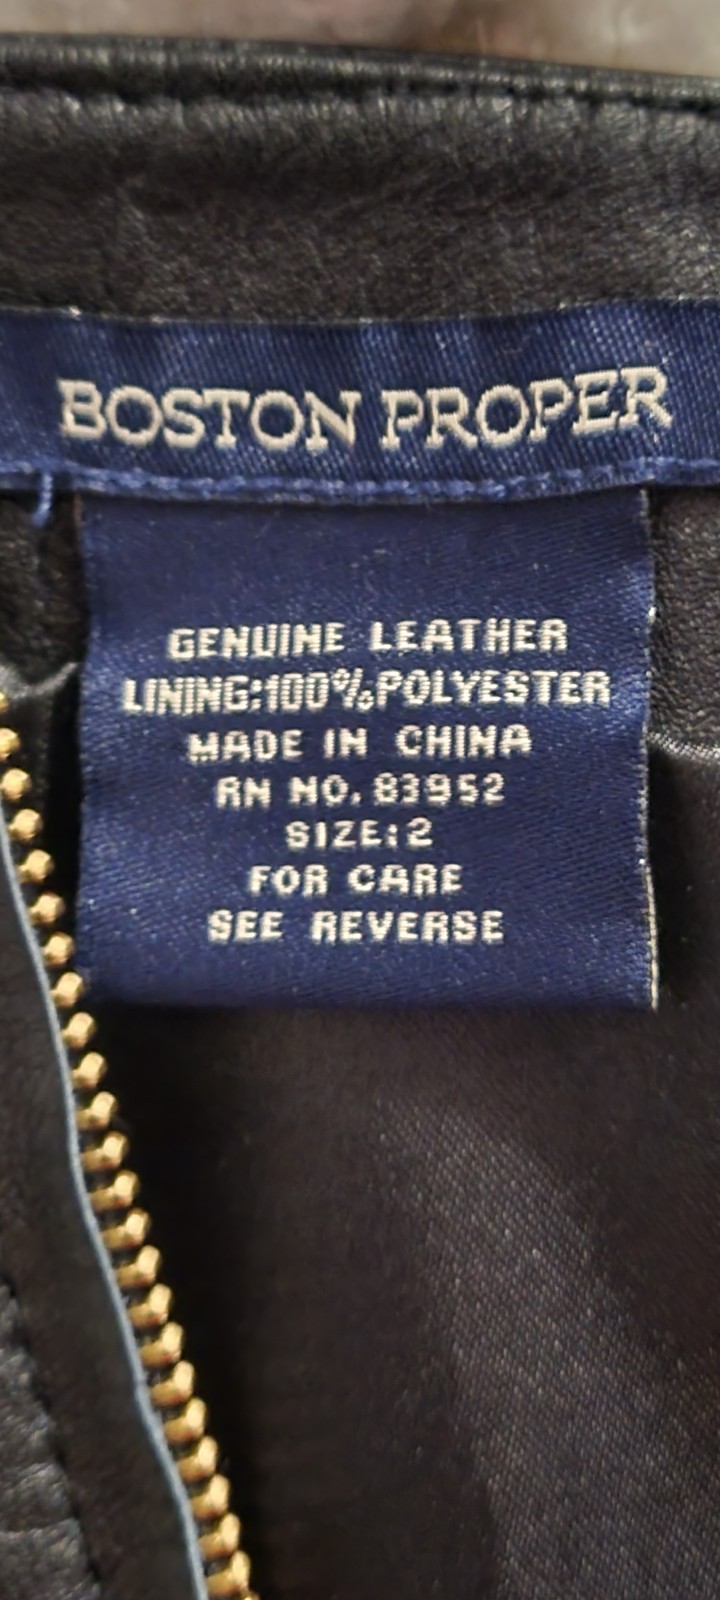 BOSTON PROPER
GENUINE LEATHER
LINING:100%POLYESTER
MADE IN CHINA
RN NO. 83952
SIZE:2
FOR CARE
SEE REVERSE